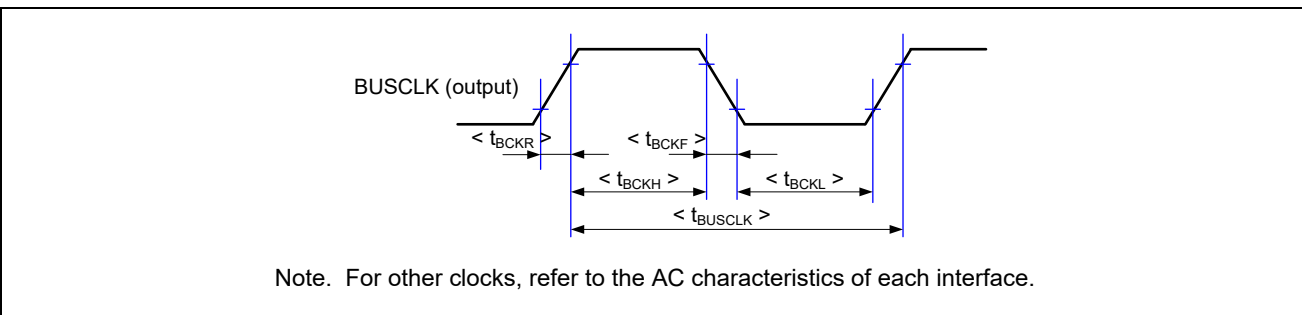 BUSCLK (output)
< tBCKR >
< tBCKF >
< tBCKH >
< tBCKL >
< tBUSCLK >
Note. For other clocks, refer to the AC characteristics of each interface.